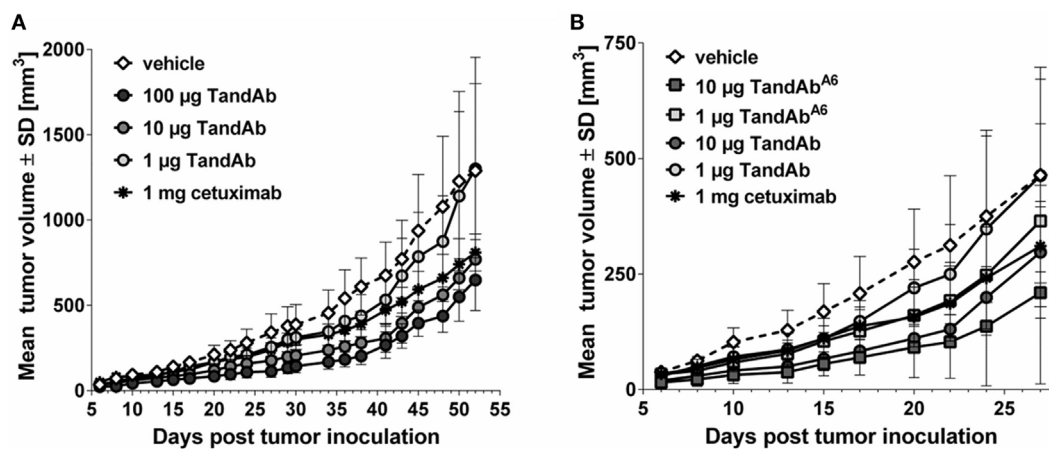 A
Mean tumor volume ± SD [mm³]
2000
1500
1000
500
0
vehicle
100 µg TandAb
10 µg TandAb
1 µg TandAb
1 mg cetuximab
5 10 15 20 25 30 35 40 45 50 55
Days post tumor inoculation
B
Mean tumor volume ± SD [mm³]
750
500
250
0
vehicle
10 µg TandAbᴬ⁶
1 µg TandAbᴬ⁶
10 µg TandAb
1 µg TandAb
1 mg cetuximab
5 10 15 20 25
Days post tumor inoculation